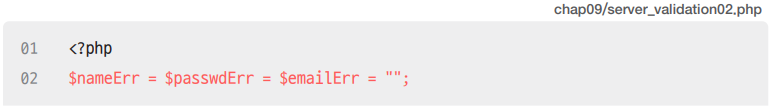 chap09/server_validation02.php
01 <?php
02 $nameErr = $passwdErr = $emailErr = "";